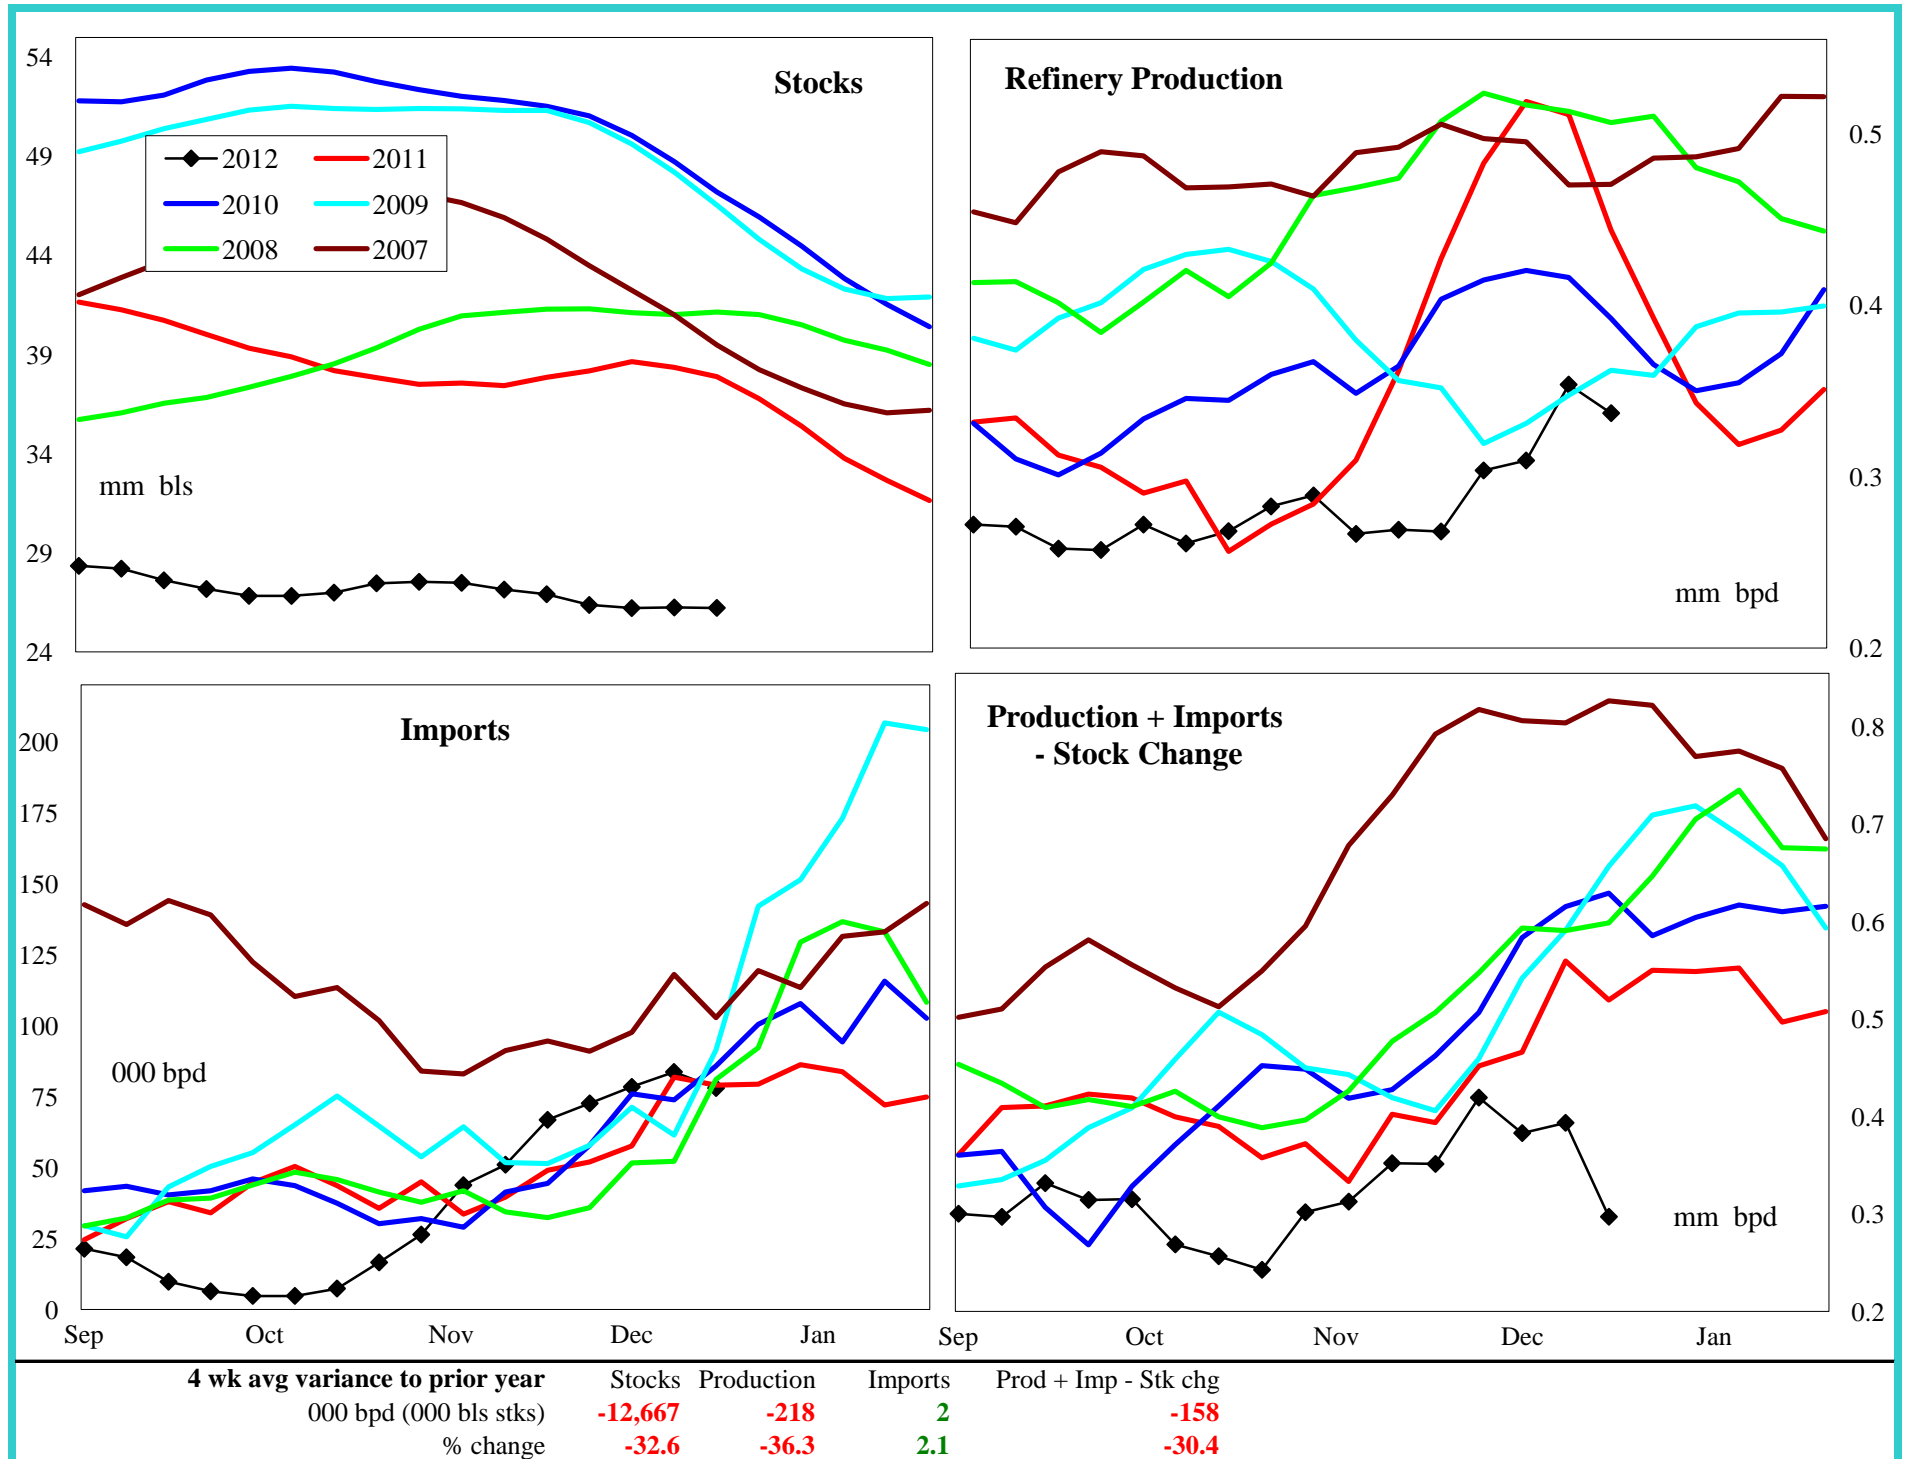 Stocks
54
49
44
39
34
29
24
2012
2011
2010
2009
2008
2007
mm bls
Refinery Production
0.5
0.4
0.3
0.2
mm bpd
Imports
200
175
150
125
100
75
50
25
0
000 bpd
Sep
Oct
Nov
Dec
Jan
Production + Imports
- Stock Change
0.8
0.7
0.6
0.5
0.4
0.3
0.2
mm bpd
Sep
Oct
Nov
Dec
Jan
4 wk avg variance to prior year Stocks Production Imports Prod + Imp - Stk chg
000 bpd (000 bls stks) -12,667 -218 2 -158
% change -32.6 -36.3 2.1 -30.4